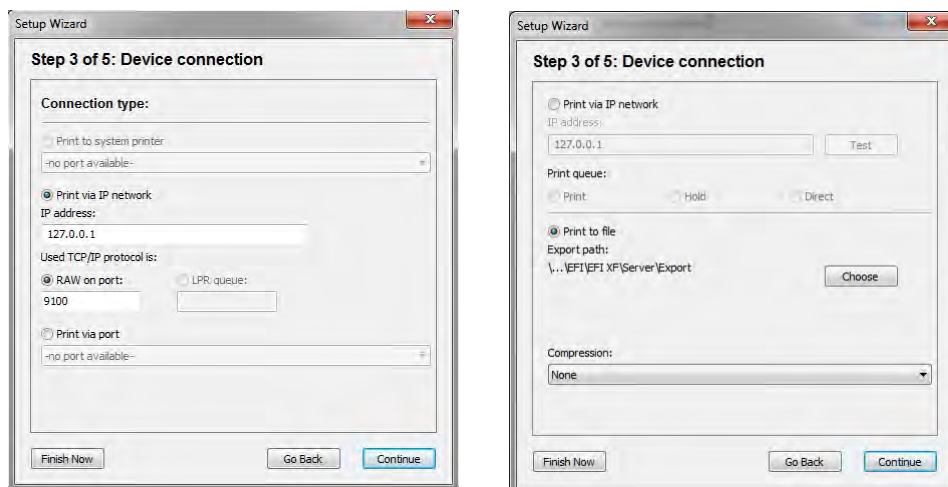 Setup Wizard
Step 3 of 5: Device connection
Connection type:
Print to system printer
-no port available-
Print via IP network
IP address:
127.0.0.1
Used TCP/IP protocol is:
RAW on port: LPR queue:
9100
Print via port
-no port available-
Finish Now Go Back Continue
Setup Wizard
Step 3 of 5: Device connection
Print via IP network
IP address:
127.0.0.1 Test
Print queue:
Print Hold Direct
Print to file
Export path:
\...\EFI\EFI XF\Server\Export
Choose
Compression:
None
Finish Now Go Back Continue